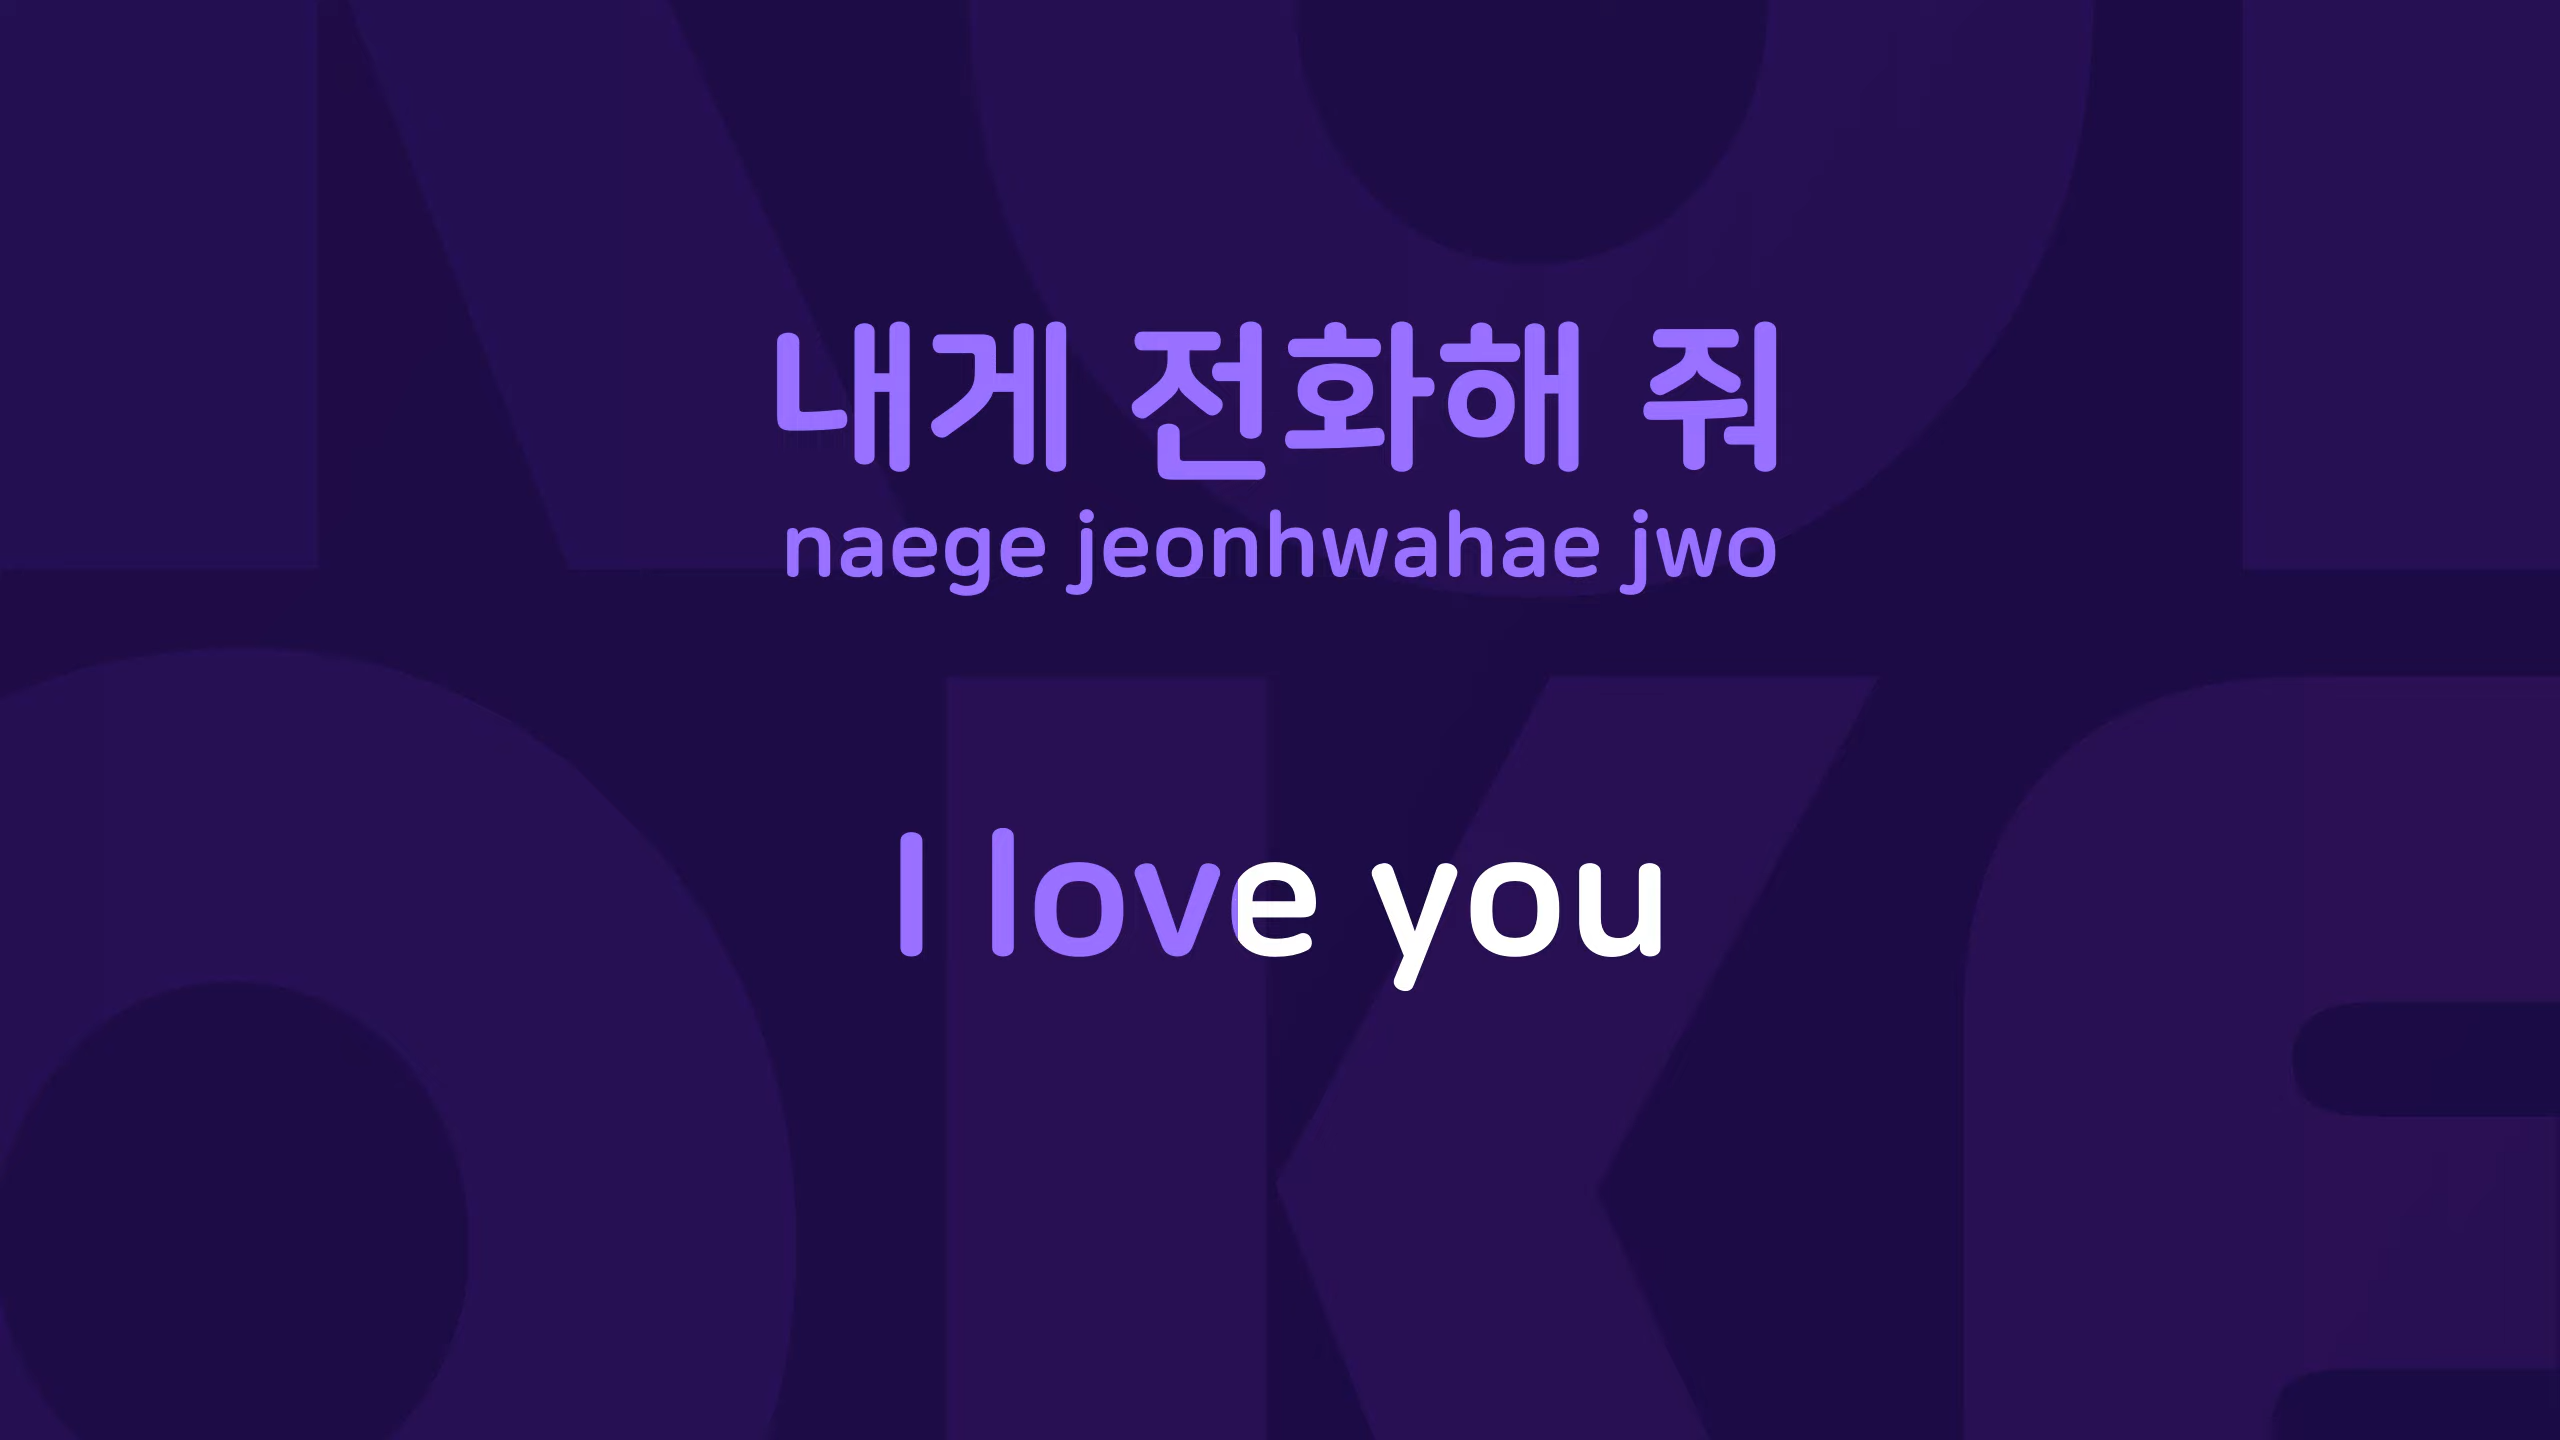 내게 전화해 줘
naege jeonhwahae jwo
I love you